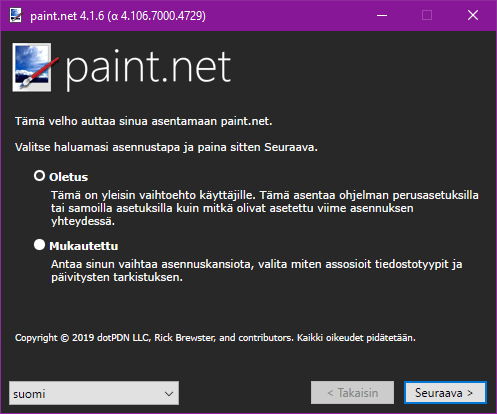 paint.net 4.1.6 (α 4.106.7000.4729)
paint.net
Tämä velho auttaa sinua asentamaan paint.net.
Valitse haluamasi asennustapa ja paina sitten Seuraava.
Oletus
Tämä on yleisin vaihtoehto käyttäjille. Tämä asentaa ohjelman perusasetuksilla
tai samoilla asetuksilla kuin mitkä olivat asetettu viime asennuksen
yhteydessä.
Mukautettu
Antaa sinun vaihtaa asennuskansiota, valita miten assosioit tiedostotyypit ja
päivitysten tarkistuksen.
Copyright © 2019 dotPDN LLC, Rick Brewster, and contributors. Kaikki oikeudet pidätetään.
suomi
< Takaisin
Seuraava >